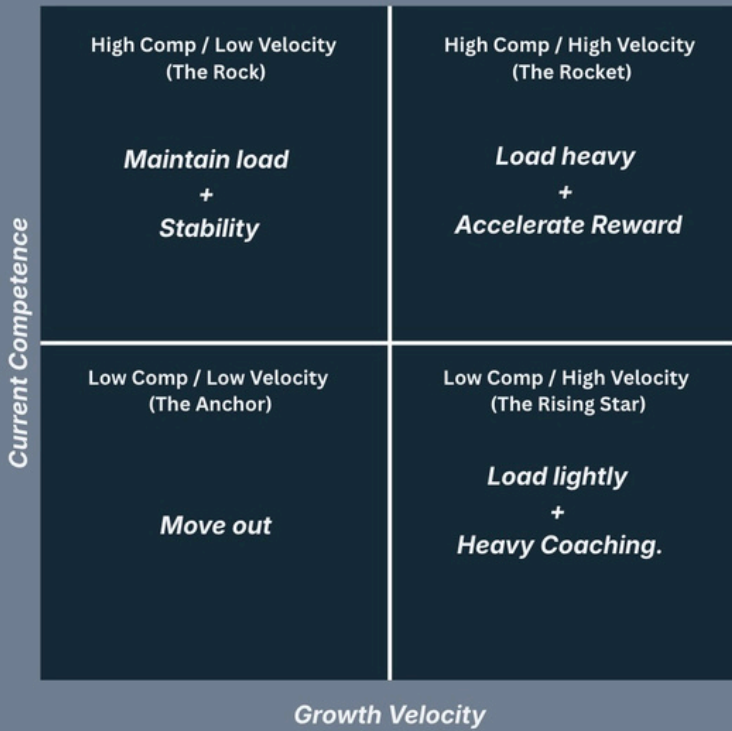 High Comp / Low Velocity
(The Rock)
Maintain load
+
Stability
High Comp / High Velocity
(The Rocket)
Load heavy
+
Accelerate Reward
Current Competence
Low Comp / Low Velocity
(The Anchor)
Move out
Low Comp / High Velocity
(The Rising Star)
Load lightly
+
Heavy Coaching.
Growth Velocity